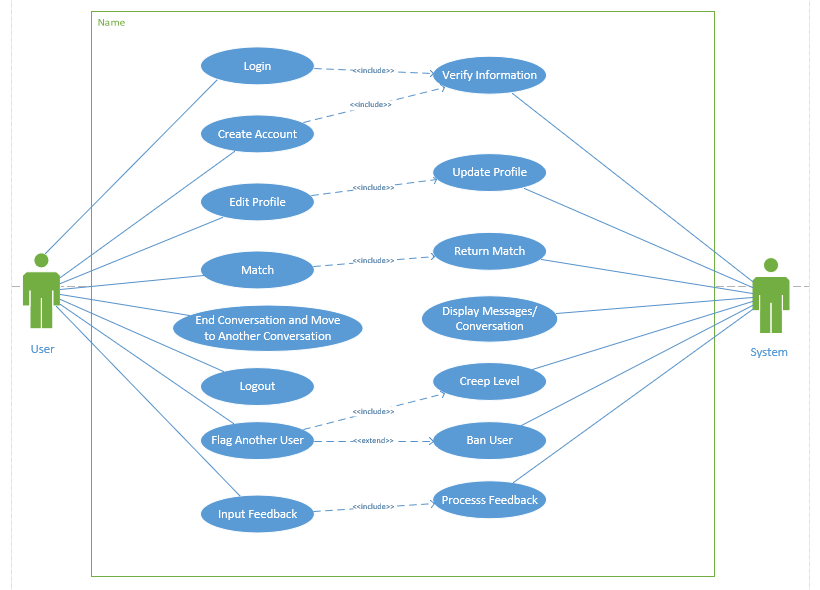 Name
Login
<<include>>
Verify Information
<<include>>
Create Account
Update Profile
<<include>>
Edit Profile
Return Match
<<include>>
Match
End Conversation and Move
to Another Conversation
Display Messages/
Conversation
User
System
Logout
Creep Level
<<include>>
Flag Another User
<<extend>>
Ban User
Input Feedback
<<include>>
Processs Feedback